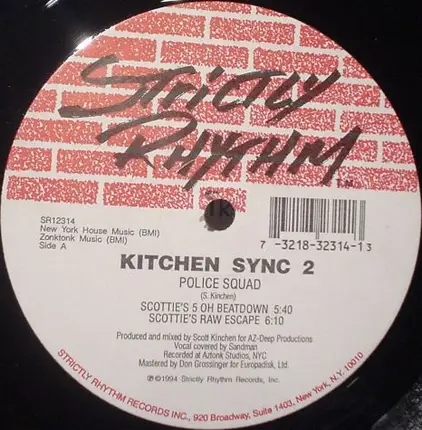 STRICTLY
RHYTHM
T.M.
SR12314
New York House Music (BMI)
Zonktonk Music (BMI)
Side A
7 -3218-32314-1 3
KITCHEN SYNC 2
POLICE SQUAD
(S. Kinchen)
SCOTTIE'S 5 OH BEATDOWN 5:40
SCOTTIE'S RAW ESCAPE 6:10
Produced and mixed by Scott Kinchen for AZ-Deep Productions
Vocal covered by Sandman
Recorded at Aztonk Studios, NYC
Mastered by Don Grossinger for Europadisk, Ltd.
℗©1994 Strictly Rhythm Records, Inc.
STRICTLY RHYTHM RECORDS INC., 920 Broadway, Suite 1403, New York, N.Y. 10010